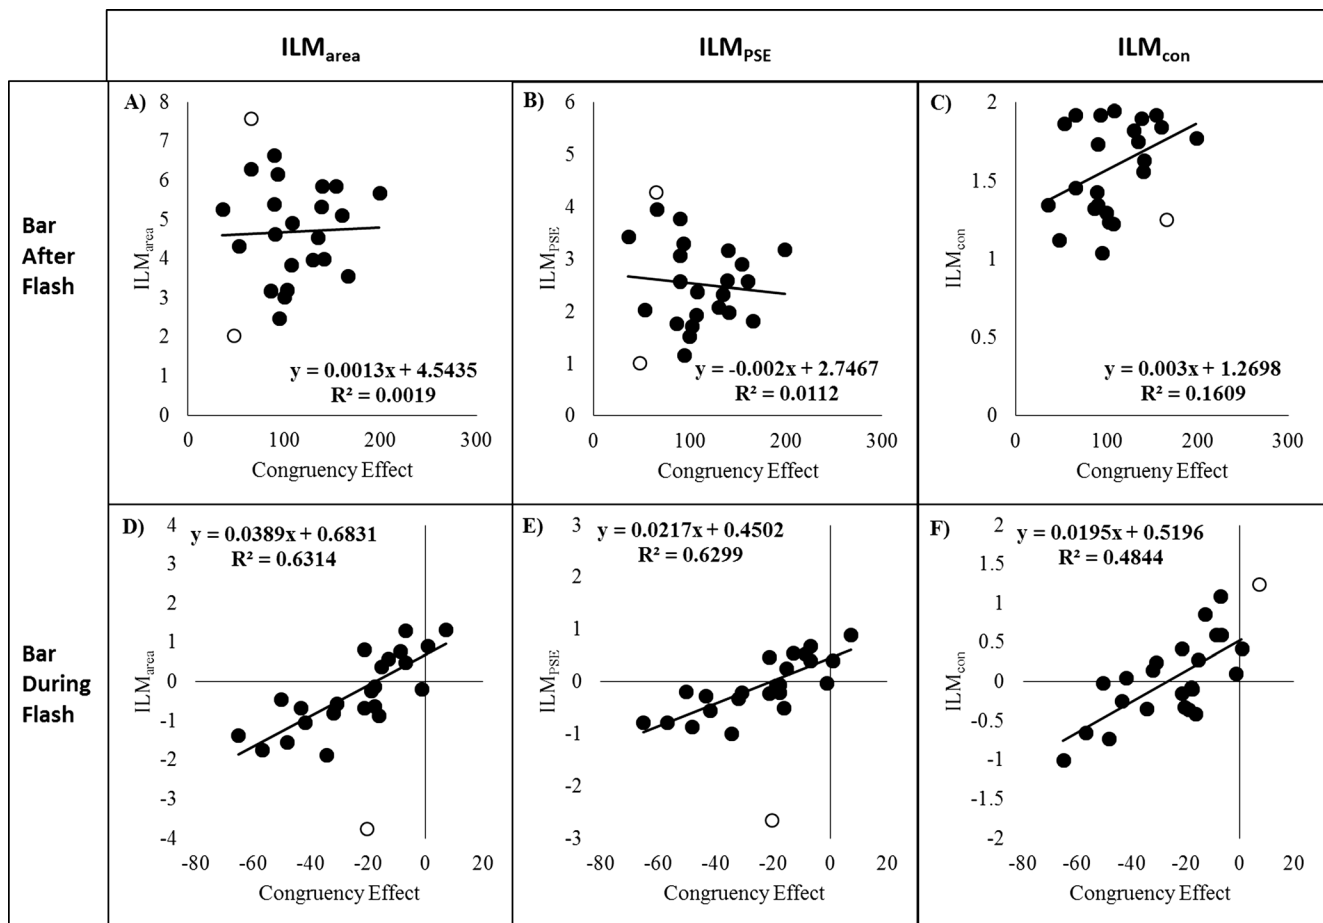 ILMarea
ILMPSE
ILMcon
Bar
After
Flash
A)
ILMarea
8
7
6
5
4
3
2
1
0
y = 0.0013x + 4.5435
R² = 0.0019
0 100 200 300
Congruency Effect
B)
ILMPSE
6
5
4
3
2
1
0
y = -0.002x + 2.7467
R² = 0.0112
0 100 200 300
Congruency Effect
C)
ILMcon
2
1.5
1
0.5
0
y = 0.003x + 1.2698
R² = 0.1609
0 100 200 300
Congrueny Effect
Bar
During
Flash
D)
y = 0.0389x + 0.6831
R² = 0.6314
ILMarea
4
3
2
1
0
-1
-2
-3
-4
-80 -60 -40 -20 0 20
Congruency Effect
E)
y = 0.0217x + 0.4502
R² = 0.6299
ILMPSE
3
2
1
0
-1
-2
-3
-80 -60 -40 -20 0 20
Congruency Effect
F)
y = 0.0195x + 0.5196
R² = 0.4844
ILMcon
2
1.5
1
0.5
0
-0.5
-1
-1.5
-2
-80 -60 -40 -20 0 20
Congruency Effect